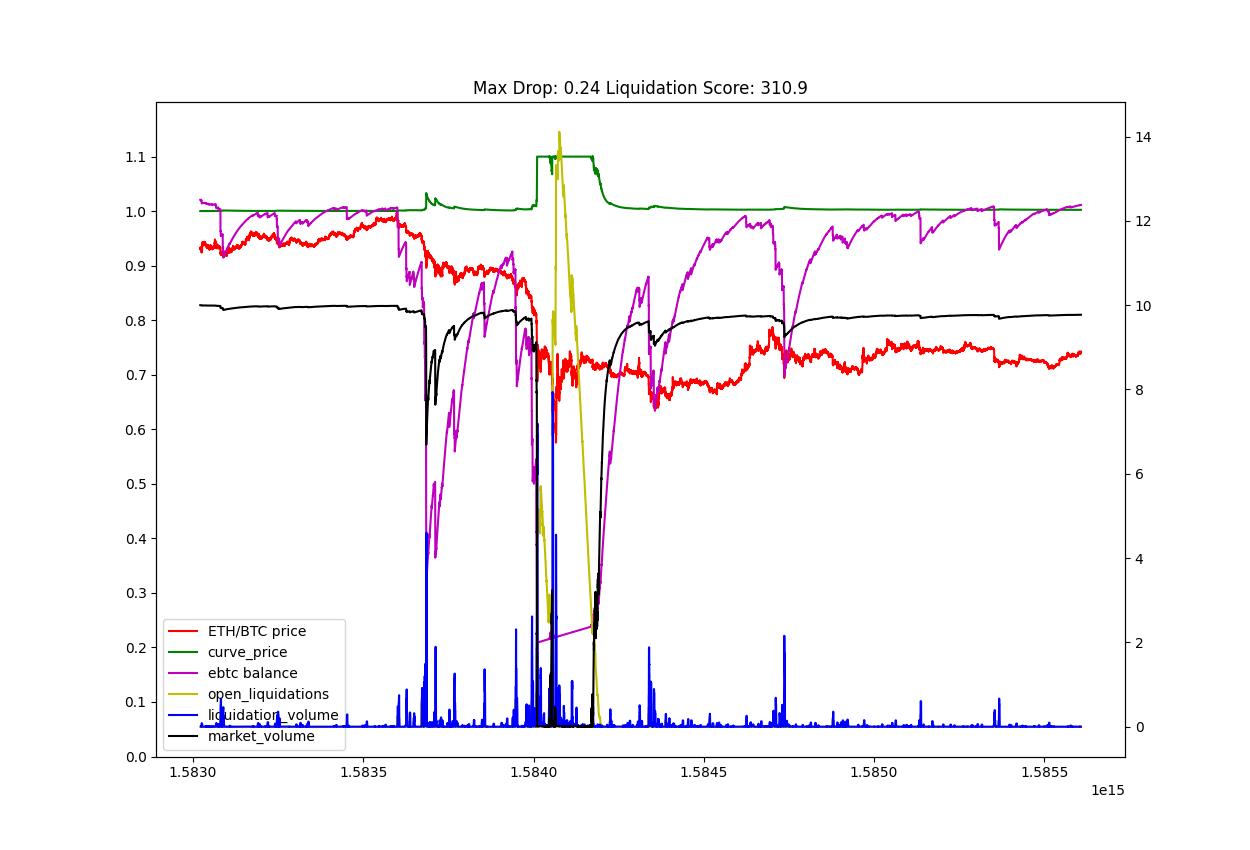 Max Drop: 0.24 Liquidation Score: 310.9
1.1
1.0
0.9
0.8
0.7
0.6
0.5
0.4
0.3
0.2
0.1
0.0
14
12
10
8
6
4
2
0
ETH/BTC price
curve_price
ebtc balance
open_liquidations
liquidation_volume
market_volume
1.5830 1.5835 1.5840 1.5845 1.5850 1.5855
1e15